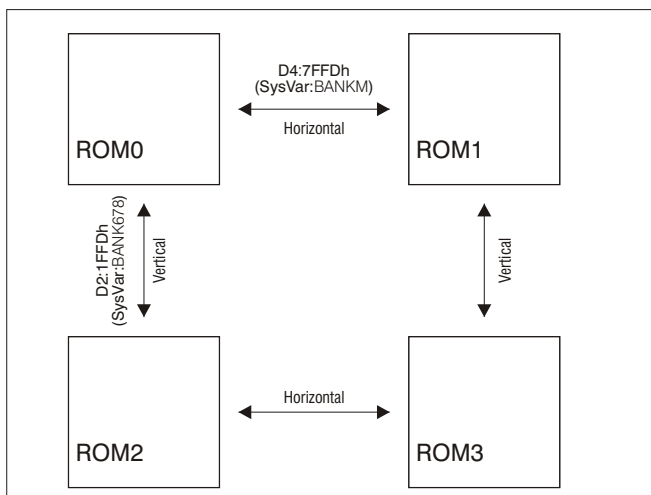 D4:7FFDh
(SysVar:BANKM)
Horizontal
ROM0
ROM1
D2:1FFDh
(SysVar:BANK678)
Vertical
Vertical
Horizontal
ROM2
ROM3